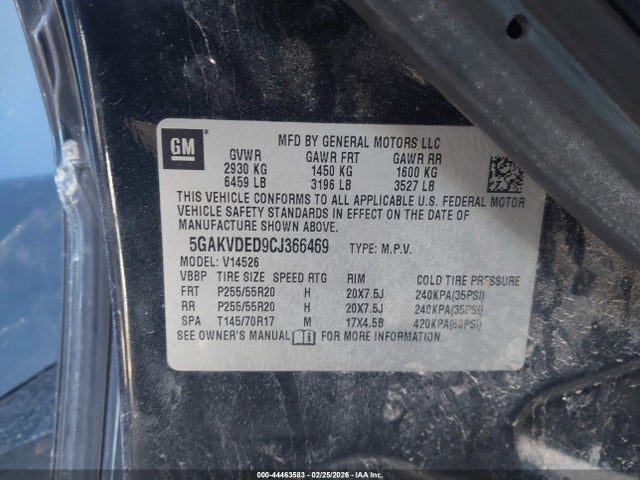 GM
MFD BY GENERAL MOTORS LLC
GVWR GAWR FRT GAWR RR
2930 KG 1450 KG 1600 KG
6459 LB 3196 LB 3527 LB
THIS VEHICLE CONFORMS TO ALL APPLICABLE U.S. FEDERAL MOTOR
VEHICLE SAFETY STANDARDS IN EFFECT ON THE DATE OF
MANUFACTURE SHOWN ABOVE.
5GAKVDED9CJ366469 TYPE: M.P.V.
MODEL: V14526
VBBP TIRE SIZE SPEED RTG RIM COLD TIRE PRESSURE
FRT P255/55R20 H 20X7.5J 240KPA(35PSI)
RR P255/55R20 H 20X7.5J 240KPA(35PSI)
SPA T145/70R17 M 17X4.5B 420KPA(60PSI)
SEE OWNER'S MANUAL FOR MORE INFORMATION.
000-44463583 - 02/25/2026 - IAA Inc.